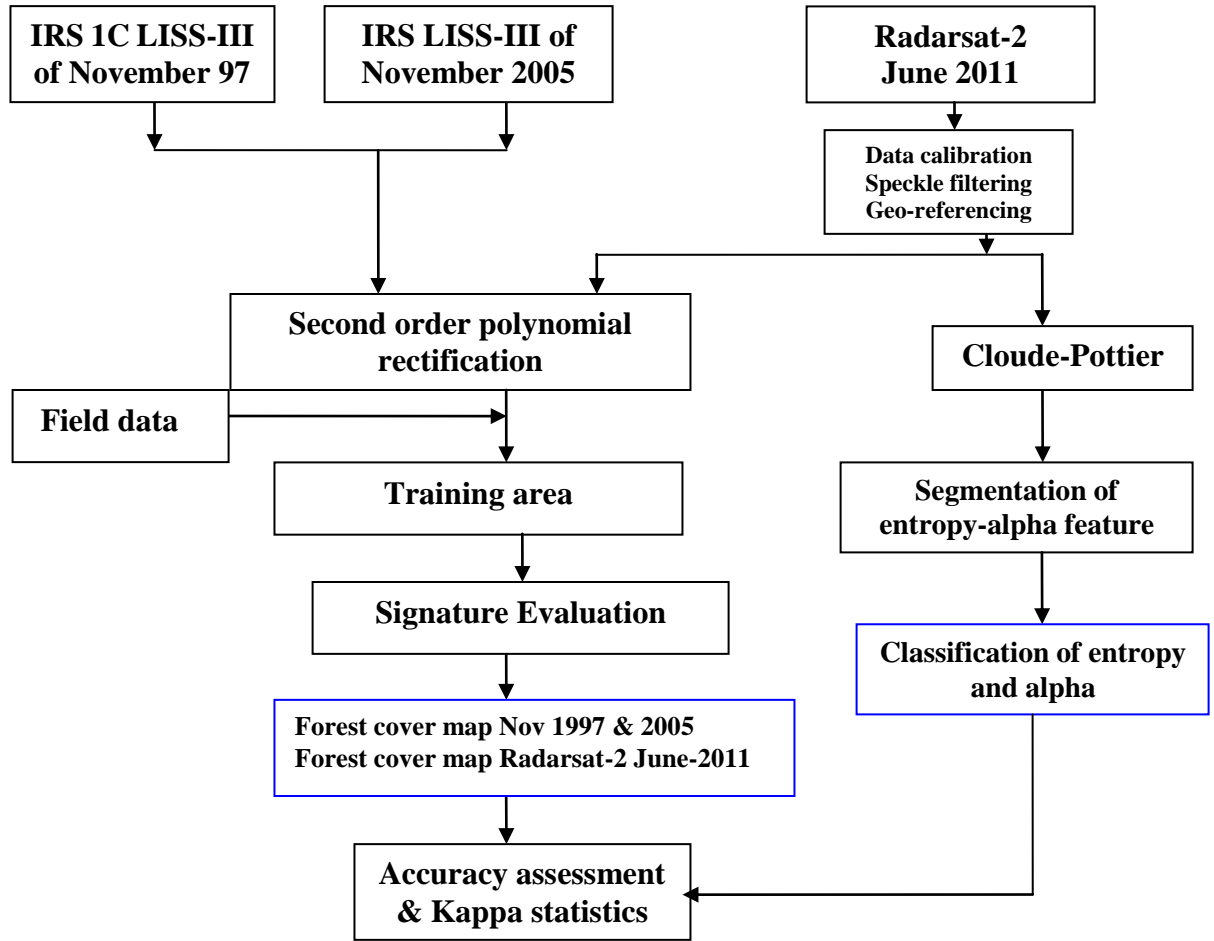 IRS 1C LISS-III
of November 97
IRS LISS-III of
November 2005
Radarsat-2
June 2011
Data calibration
Speckle filtering
Geo-referencing
Second order polynomial
rectification
Cloude-Pottier
Field data
Training area
Segmentation of
entropy-alpha feature
Signature Evaluation
Classification of entropy
and alpha
Forest cover map Nov 1997 & 2005
Forest cover map Radarsat-2 June-2011
Accuracy assessment
& Kappa statistics